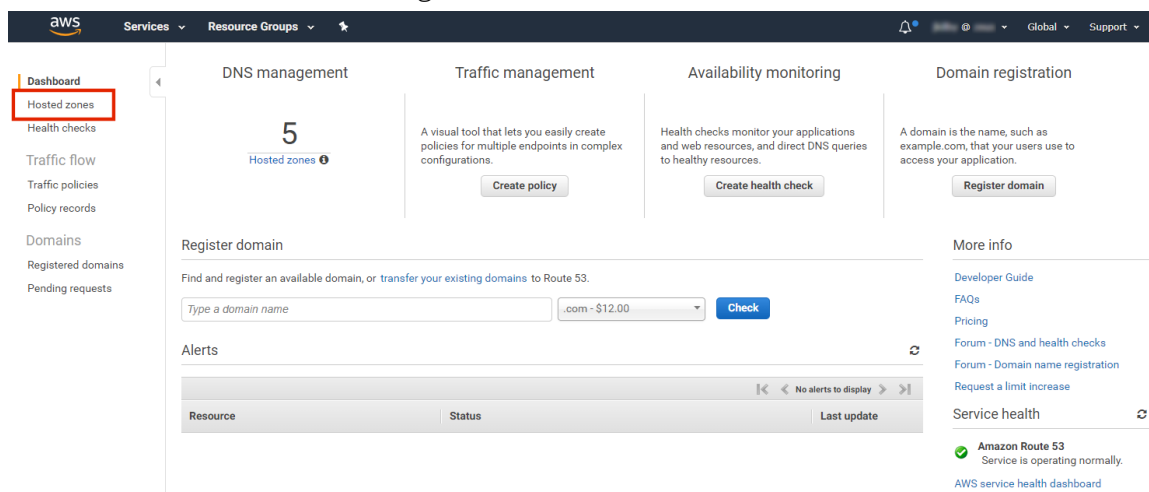 aws
Services
Resource Groups
@
Global
Support
Dashboard
Hosted zones
Health checks
Traffic flow
Traffic policies
Policy records
Domains
Registered domains
Pending requests
DNS management
5
Hosted zones
Traffic management
A visual tool that lets you easily create
policies for multiple endpoints in complex
configurations.
Create policy
Availability monitoring
Health checks monitor your applications
and web resources, and direct DNS queries
to healthy resources.
Create health check
Domain registration
A domain is the name, such as
example.com, that your users use to
access your application.
Register domain
Register domain
Find and register an available domain, or transfer your existing domains to Route 53.
Type a domain name
.com - $12.00
Check
Alerts
No alerts to display
Resource
Status
Last update
More info
Developer Guide
FAQs
Pricing
Forum - DNS and health checks
Forum - Domain name registration
Request a limit increase
Service health
Amazon Route 53
Service is operating normally.
AWS service health dashboard